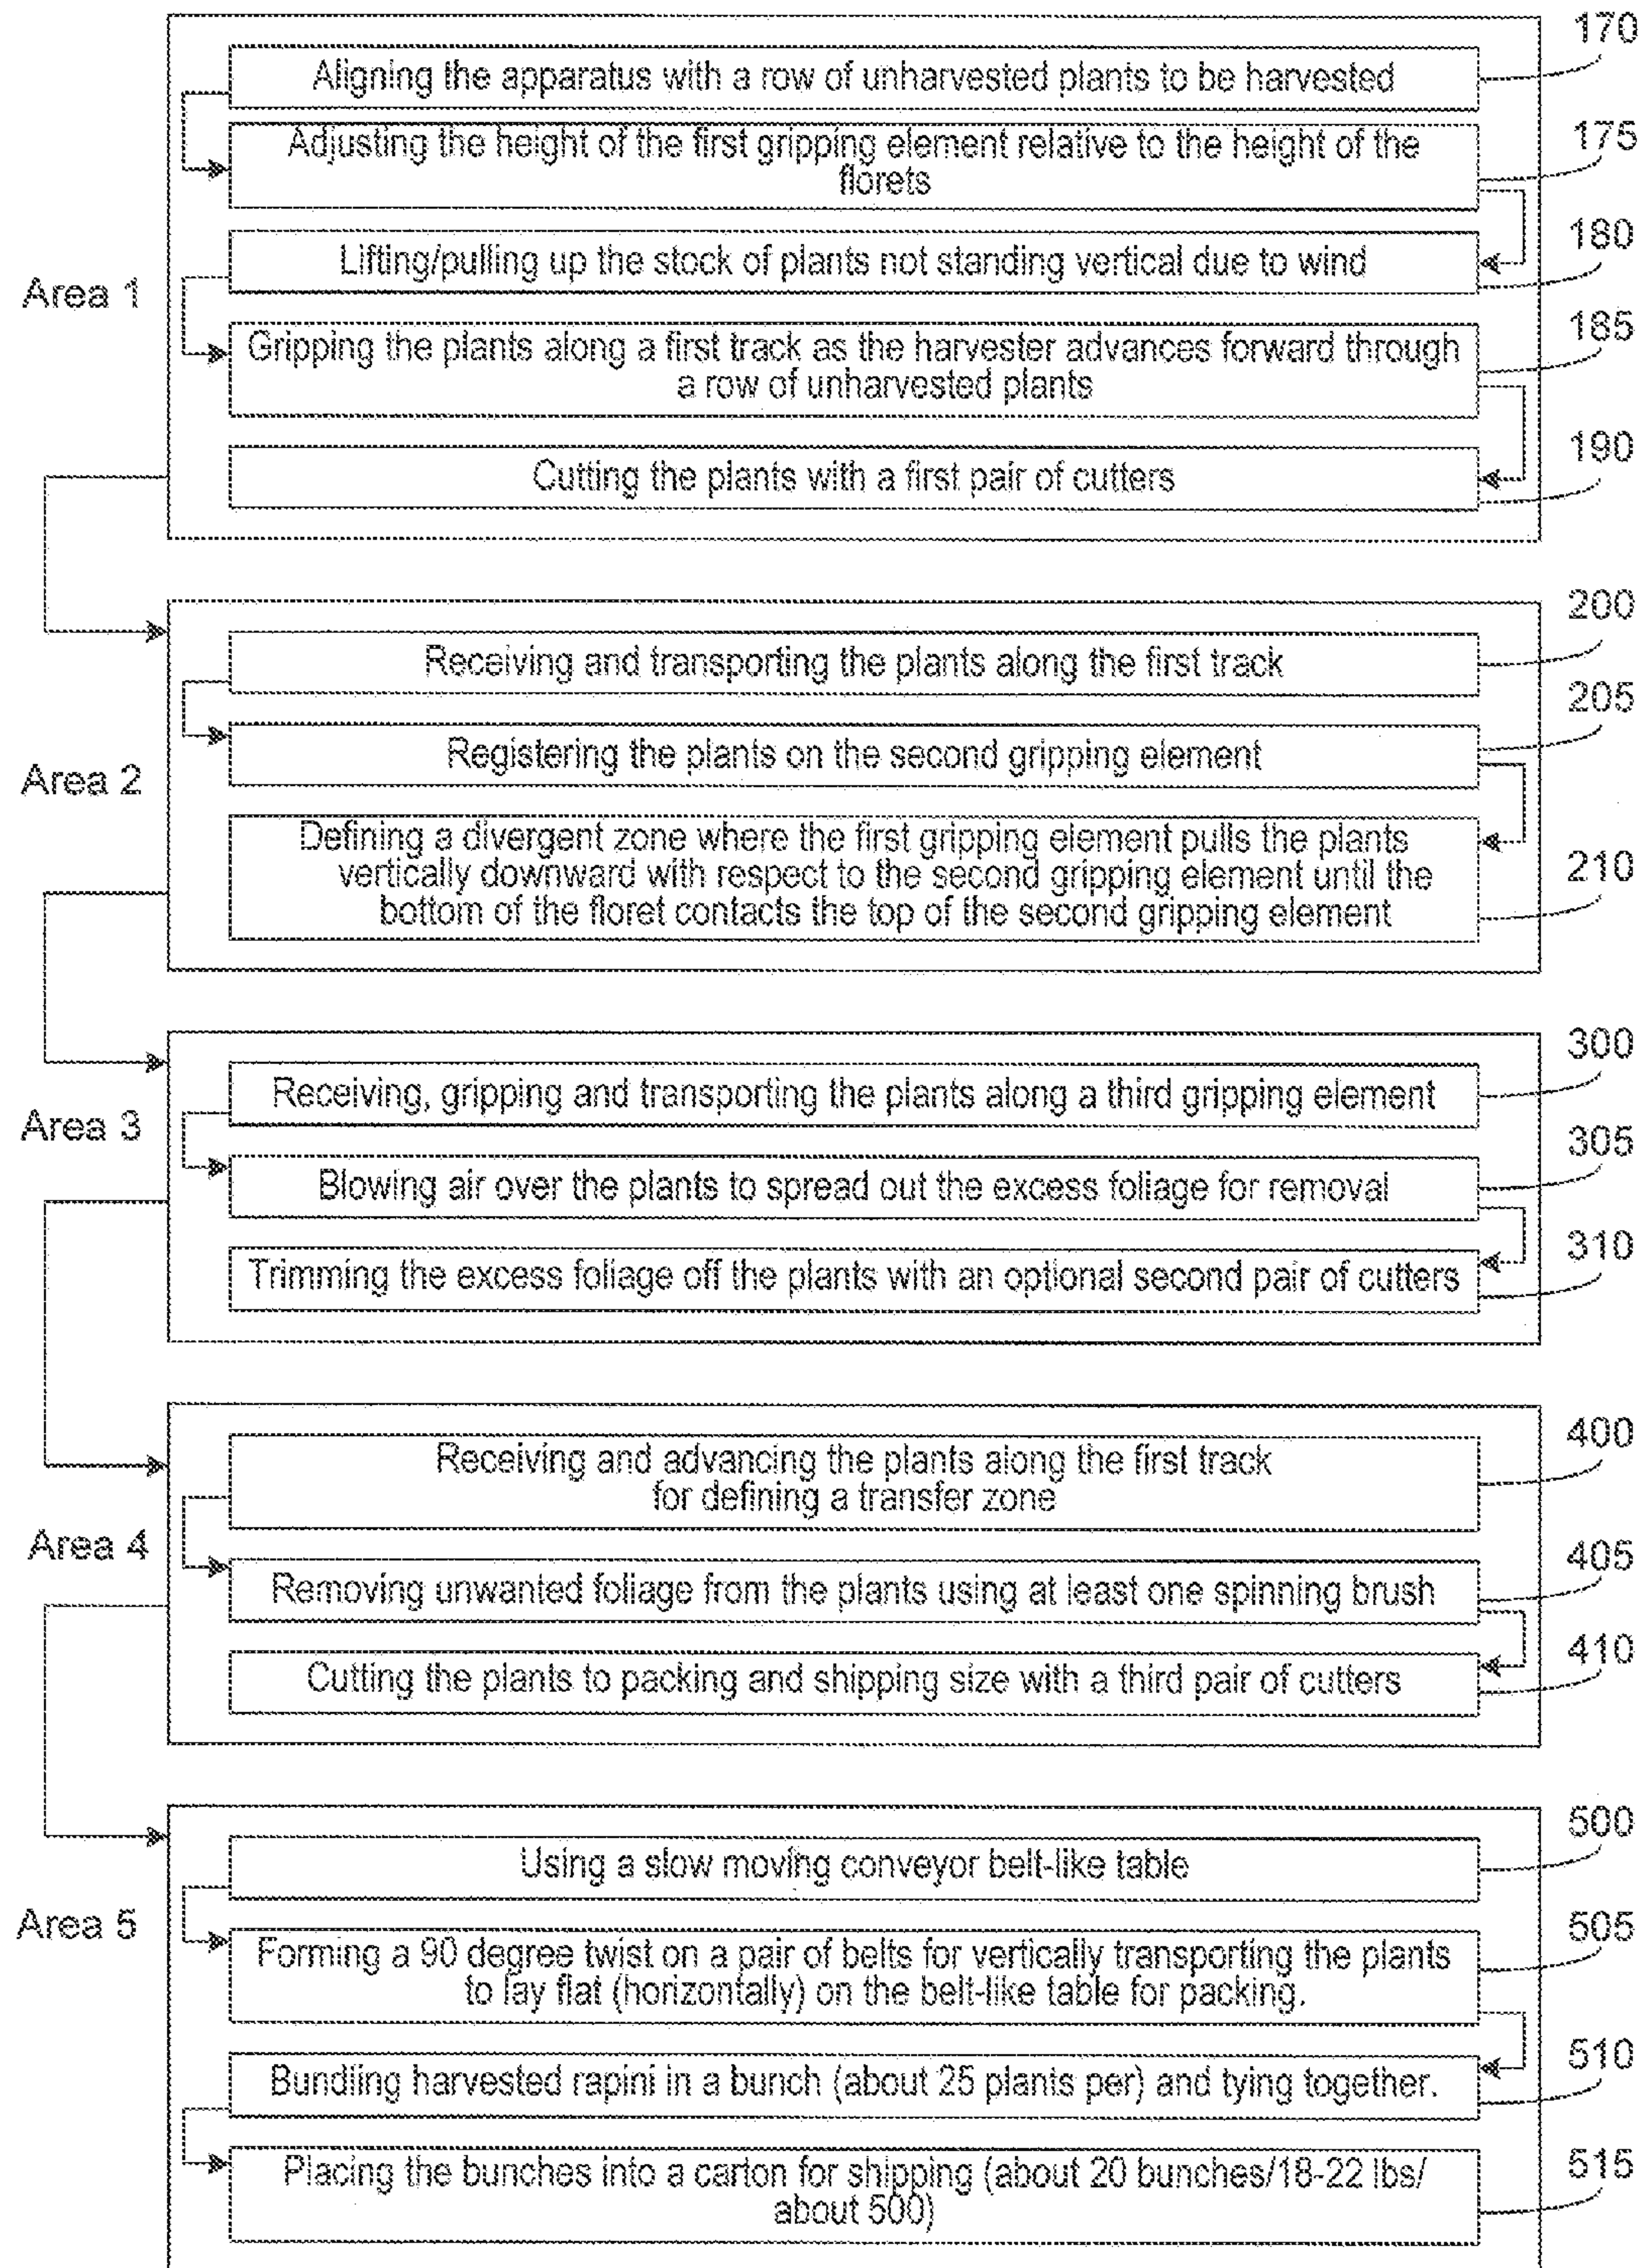 170
Aligning the apparatus with a row of unharvested plants to be harvested
175
Adjusting the height of the first gripping element relative to the height of the
florets
180
Lifting/pulling up the stock of plants not standing vertical due to wind
Area 1
185
Gripping the plants along a first track as the harvester advances forward through
a row of unharvested plants
190
Cutting the plants with a first pair of cutters
200
Receiving and transporting the plants along the first track
205
Registering the plants on the second gripping element
Area 2
Defining a divergent zone where the first gripping element pulls the plants
vertically downward with respect to the second gripping element until the
bottom of the floret contacts the top of the second gripping element
210
300
Receiving, gripping and transporting the plants along a third gripping element
Area 3
305
Blowing air over the plants to spread out the excess foliage for removal
310
Trimming the excess foliage off the plants with an optional second pair of cutters
400
Receiving and advancing the plants along the first track
for defining a transfer zone
Area 4
405
Removing unwanted foliage from the plants using at least one spinning brush
410
Cutting the plants to packing and shipping size with a third pair of cutters
500
Using a slow moving conveyor belt-like table
Area 5
505
Forming a 90 degree twist on a pair of belts for vertically transporting the plants
to lay flat (horizontally) on the belt-like table for packing.
510
Bundling harvested rapini in a bunch (about 25 plants per) and tying together.
515
Placing the bunches into a carton for shipping (about 20 bunches/18-22 lbs/
about 500)